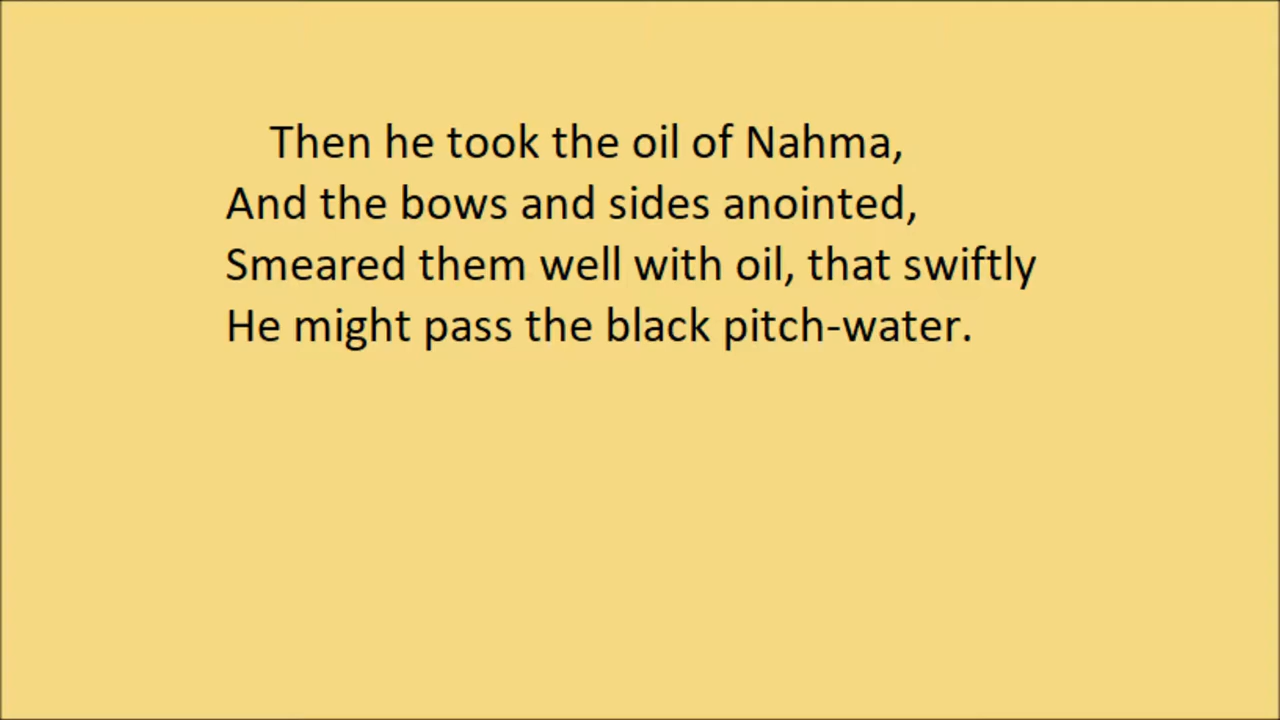 Then he took the oil of Nahma,
And the bows and sides anointed,
Smeared them well with oil, that swiftly
He might pass the black pitch-water.